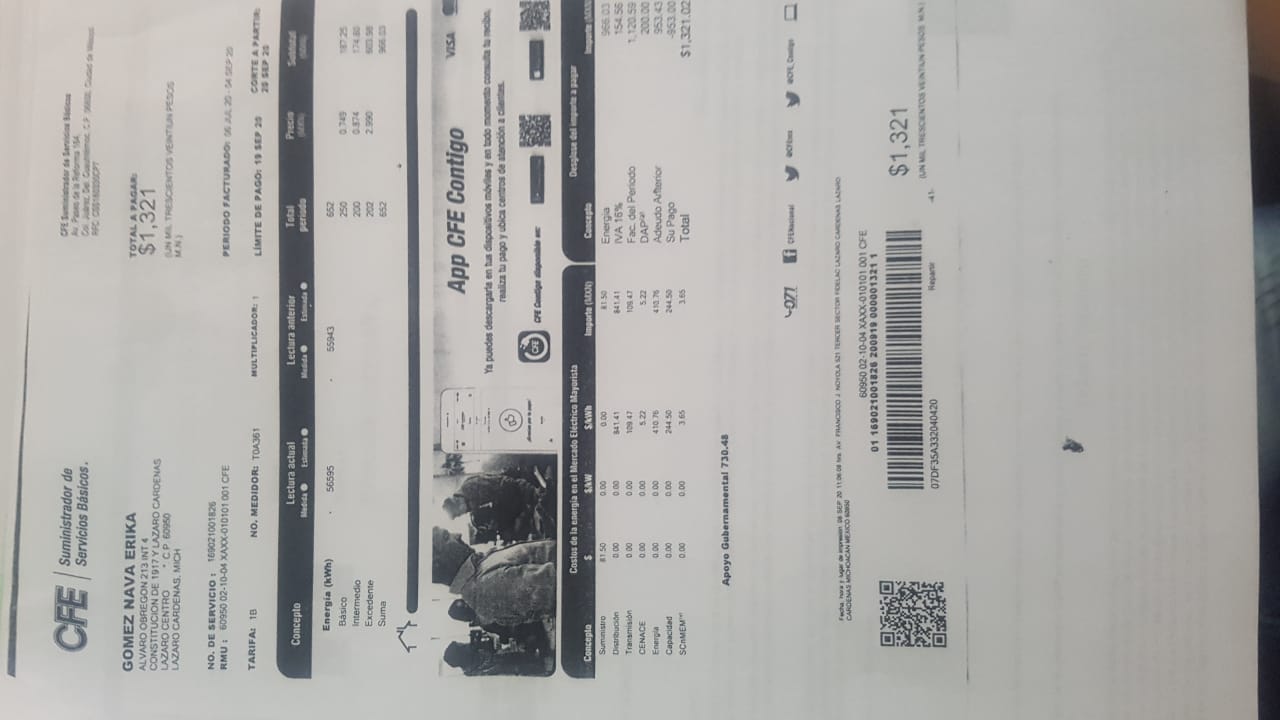 CFE Suministrador de
Servicios Básicos.
CFE Suministrador de Servicios Básicos
Av. Paseo de la Reforma 164,
Col. Juárez, Del. Cuauhtémoc, C.P. 06600, Ciudad de
GOMEZ NAVA ERIKA
ALVARO OBREGON 213 INT 4
CONSTITUCION DE 1917 Y LAZARO CARDENAS
LAZARO CENTRO * C.P. 60950
LAZARO CARDENAS, MICH
TOTAL A PAGAR:
$1,321
(UN MIL TRESCIENTOS VEINTIUN PESOS
M.N.)
NO. DE SERVICIO : 169021001826
RMU : 60950 02-10-04 XAXX-010101 001 CFE
PERIODO FACTURADO: 06 JUL 20 - 04 SEP 20
TARIFA: 1B NO. MEDIDOR: T0A361 MULTIPLICADOR: 1
LÍMITE DE PAGO: 19 SEP 20
CORTE A PARTIR:
20 SEP 20
Concepto Lectura actual Lectura anterior Total periodo Precio Subtotal
Medida Estimada Medida Estimada
Energía (kWh) 56595 55943 652
Básico 250 0.749 187.25
Intermedio 200 0.874 174.80
Excedente 202 2.990 603.98
Suma 652 966.03
App CFE Contigo VISA
Ya puedes descargarla en tus dispositivos móviles y en todo momento consulta tu recibo,
realiza tu pago y ubica centros de atención a clientes.
CFE CFE Contigo disponible en:
Costos de la energía en el Mercado Eléctrico Mayorista
Concepto $ $/kW $/kWh Importe (MXN)
Suministro 81.50 0.00 0.00 81.50
Distribución 0.00 0.00 841.41 841.41
Transmisión 0.00 0.00 109.47 109.47
CENACE 0.00 0.00 5.22 5.22
Energía 0.00 0.00 410.76 410.76
Capacidad 0.00 0.00 244.50 244.50
SCnMEM 0.00 0.00 3.65 3.65
Desglose del importe a pagar
Concepto Importe (MXN)
Energía 966.03
IVA 16% 154.56
Fac. del Periodo 1,120.59
DAP 200.00
Adeudo Anterior 953.43
Su Pago -953.00
Total $1,321.02
Apoyo Gubernamental 730.48
071 CFENacional @CFEmx @CFE_Contigo
Fecha, hora y lugar de impresión: 08 SEP 20 11:06:08 hrs. AV. FRANCISCO J. NOYOLA 521 TERCER SECTOR FIDELAC LAZARO CARDENAS LAZARO
CARDENAS MICHOACAN MEXICO 60950
60950 02-10-04 XAXX-010101 001 CFE
01 169021001826 200919 000001321 1
07DF35A332040420 Repartir -41-
$1,321
(UN MIL TRESCIENTOS VEINTIUN PESOS M.N.)